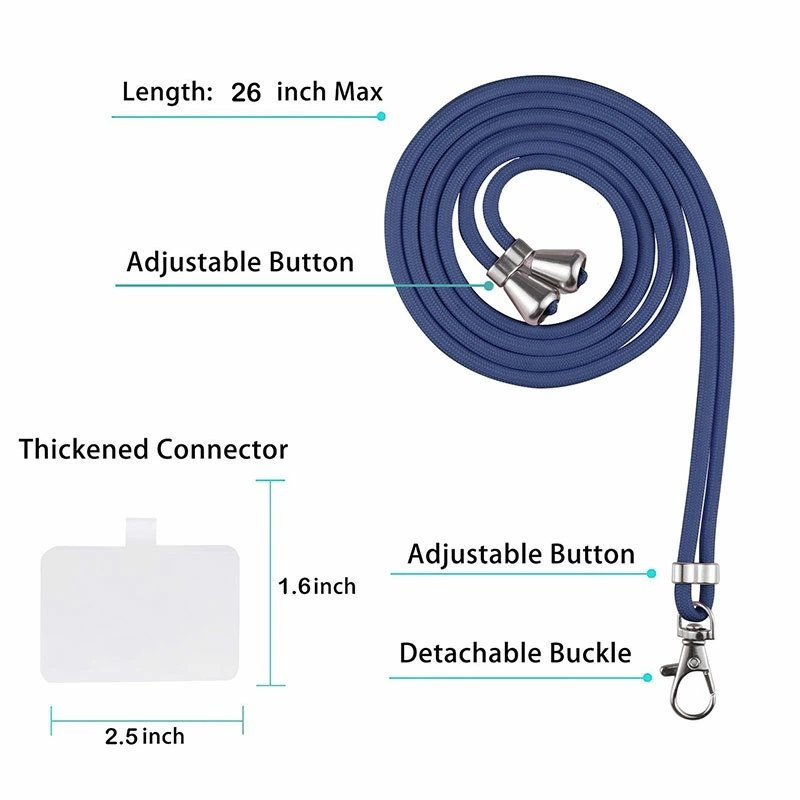 Length: 26 inch Max
Adjustable Button
Thickened Connector
1.6inch
2.5inch
Adjustable Button
Detachable Buckle